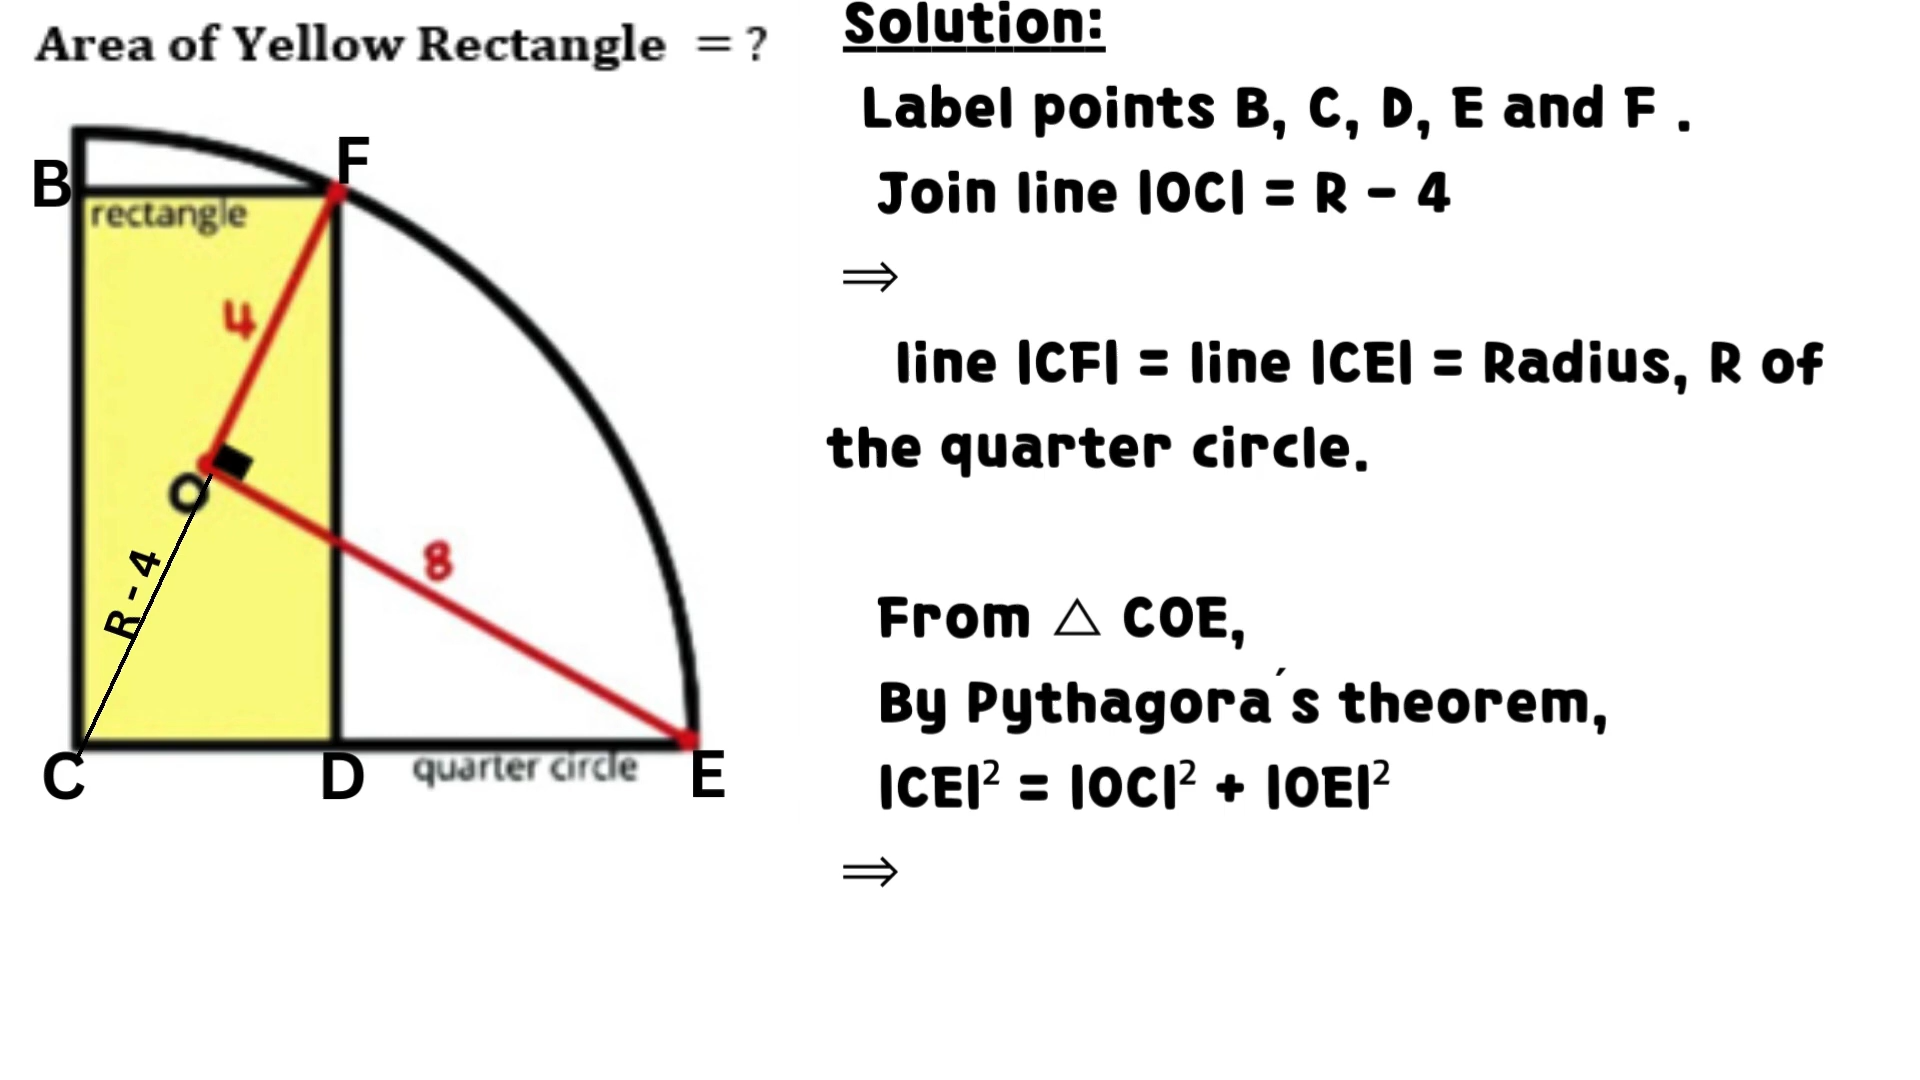 Area of Yellow Rectangle = ?
B
F
rectangle
4
O
R - 4
8
C
D
quarter circle
E
Solution:
Label points B, C, D, E and F .
Join line |OC| = R - 4
⟹
line |CF| = line |CE| = Radius, R of
the quarter circle.
From △ COE,
By Pythagora´s theorem,
|CE|² = |OC|² + |OE|²
⟹